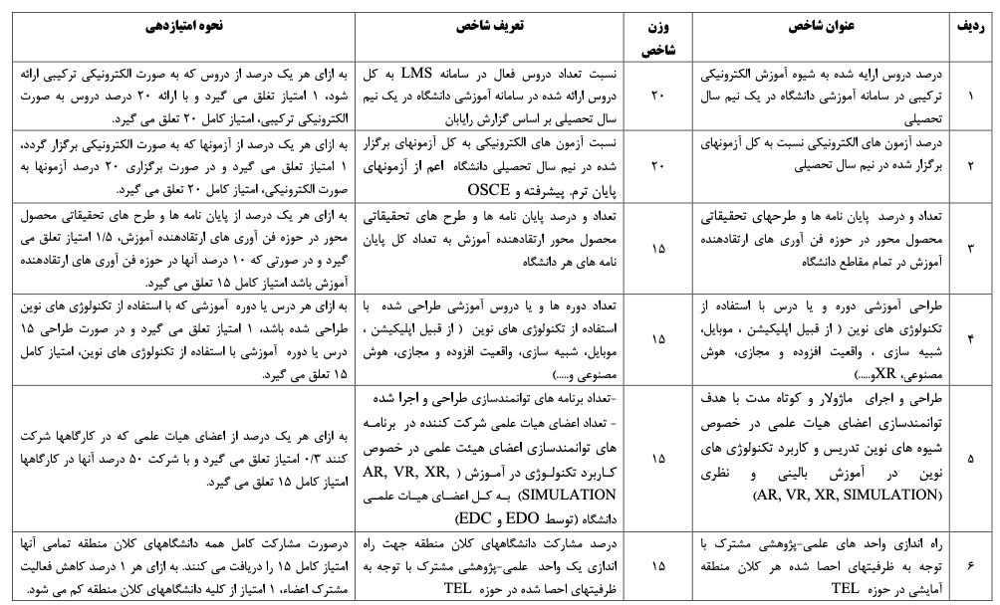 ردیف
عنوان شاخص
وزن
شاخص
تعریف شاخص
نحوه امتیازدهی
۱
درصد دروس ارایه شده به شیوه آموزش الکترونیکی
ترکیبی در سامانه آموزشی دانشگاه در یک نیم سال
تحصیلی
۲۰
نسبت تعداد دروس فعال در سامانه LMS به کل
دروس ارائه شده در سامانه آموزشی دانشگاه در یک نیم
سال تحصیلی بر اساس گزارش رایابان
به ازای هر یک درصد از دروس که به صورت الکترونیکی ترکیبی ارائه
شود، ۱ امتیاز تغلق می گیرد و با ارائه ۲۰ درصد دروس به صورت
الکترونیکی ترکیبی، امتیاز کامل ۲۰ تعلق می گیرد.
۲
درصد آزمون های الکترونیکی نسبت به کل آزمونهای
برگزار شده در نیم سال تحصیلی
۲۰
نسبت آزمون های الکترونیکی به کل آزمونهای برگزار
شده در نیم سال تحصیلی دانشگاه اعم از آزمونهای
پایان ترم، پیشرفته و OSCE
به ازای هر یک درصد از آزمونها که به صورت الکترونیکی برگزار گردد،
۱ امتیاز تعلق می گیرد و در صورت برگزاری ۲۰ درصد آزمونها به
صورت الکترونیکی، امتیاز کامل ۲۰ تعلق می گیرد.
۳
تعداد و درصد پایان نامه ها و طرحهای تحقیقاتی
محصول محور در حوزه فن آوری های ارتقادهنده
آموزش در تمام مقاطع دانشگاه
۱۵
تعداد و درصد پایان نامه ها و طرح های تحقیقاتی
محصول محور ارتقادهنده آموزش به تعداد کل پایان
نامه های هر دانشگاه
به ازای هر یک درصد از پایان نامه ها و طرح های تحقیقاتی محصول
محور در حوزه فن آوری های ارتقادهنده آموزش، ۱/۵ امتیاز تعلق می
گیرد و در صورتی که ۱۰ درصد آنها در حوزه فن آوری های ارتقادهنده
آموزش باشد امتیاز کامل ۱۵ تعلق می گیرد.
۴
طراحی آموزشی دوره و یا درس با استفاده از
تکنولوژی های نوین ( از قبیل اپلیکیشن ، موبایل،
شبیه سازی ، واقعیت افزوده و مجازی، هوش
مصنوعی، XRو.....)
۱۵
تعداد دوره ها و یا دروس آموزشی طراحی شده با
استفاده از تکنولوژی های نوین ( از قبیل اپلیکیشن ،
موبایل، شبیه سازی، واقعیت افزوده و مجازی، هوش
مصنوعی و.....)
به ازای هر درس یا دوره آموزشی که با استفاده از تکنولوژی های نوین
طراحی شده باشد، ۱ امتیاز تعلق می گیرد و در صورت طراحی ۱۵
درس یا دوره آموزشی با استفاده از تکنولوژی های نوین، امتیاز کامل
۱۵ تعلق می گیرد.
۵
طراحی و اجرای ماژولار و کوتاه مدت با هدف
توانمندسازی اعضای هیات علمی در خصوص
شیوه های نوین تدریس و کاربرد تکنولوژی های
نوین در آموزش بالینی و نظری
(AR, VR, XR, SIMULATION)
۱۵
-تعداد برنامه های توانمندسازی طراحی و اجرا شده
- تعداد اعضای هیات علمی شرکت کننده در برنامه
های توانمندسازی اعضای هیئت علمی در خصوص
کاربرد تکنولوژی در آموزش ( AR, VR, XR,
SIMULATION) به کل اعضای هیات علمی
دانشگاه (توسط EDO و EDC)
به ازای هر یک درصد از اعضای هیات علمی که در کارگاهها شرکت
کنند ۰/۳ امتیاز تعلق می گیرد و با شرکت ۵۰ درصد آنها در کارگاهها
امتیاز کامل ۱۵ تعلق می گیرد.
۶
راه اندازی واحد های علمی-پژوهشی مشترک با
توجه به ظرفیتهای احصا شده هر کلان منطقه
آمایشی در حوزه TEL
۱۵
درصد مشارکت دانشگاههای کلان منطقه جهت راه
اندازی یک واحد علمی-پژوهشی مشترک با توجه به
ظرفیتهای احصا شده در حوزه TEL
درصورت مشارکت کامل همه دانشگاههای کلان منطقه تمامی آنها
امتیاز کامل ۱۵ را دریافت می کنند. به ازای هر ۱ درصد کاهش فعالیت
مشترک اعضاء، ۱ امتیاز از کلیه دانشگاههای کلان منطقه کم می شود.